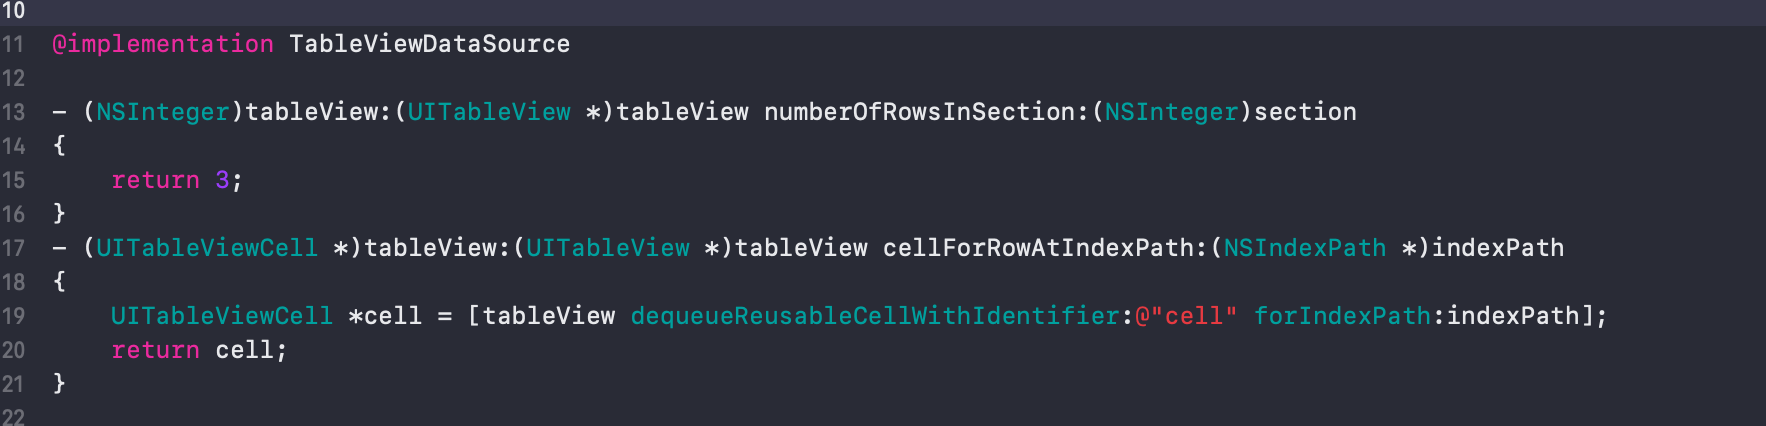 10
11 @implementation TableViewDataSource
12
13 - (NSInteger)tableView:(UITableView *)tableView numberOfRowsInSection:(NSInteger)section
14 {
15     return 3;
16 }
17 - (UITableViewCell *)tableView:(UITableView *)tableView cellForRowAtIndexPath:(NSIndexPath *)indexPath
18 {
19     UITableViewCell *cell = [tableView dequeueReusableCellWithIdentifier:@"cell" forIndexPath:indexPath];
20     return cell;
21 }
22